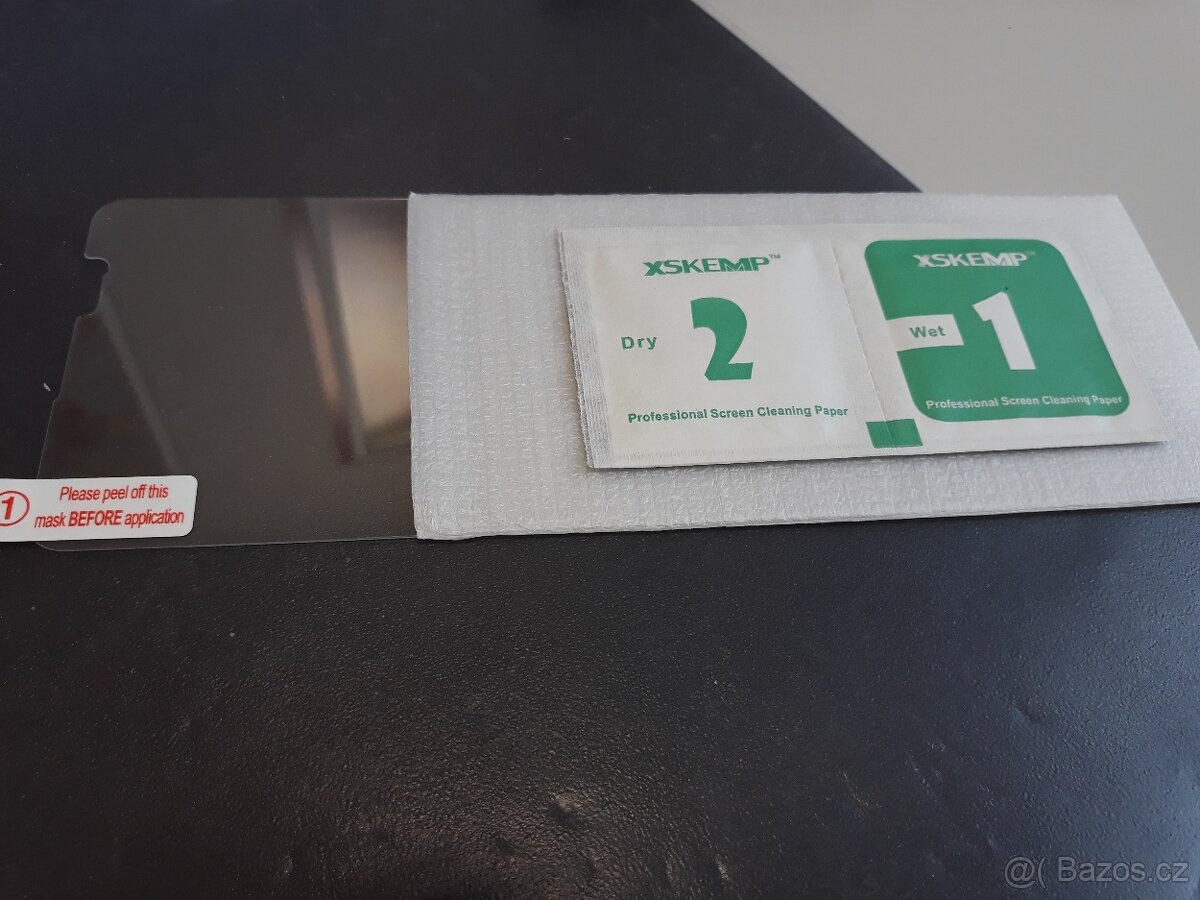 XSKEMP™
2
Dry
Professional Screen Cleaning Paper
XSKEMP™
Wet
1
Professional Screen Cleaning Paper
1
Please peel off this
mask BEFORE application
@( Bazos.cz